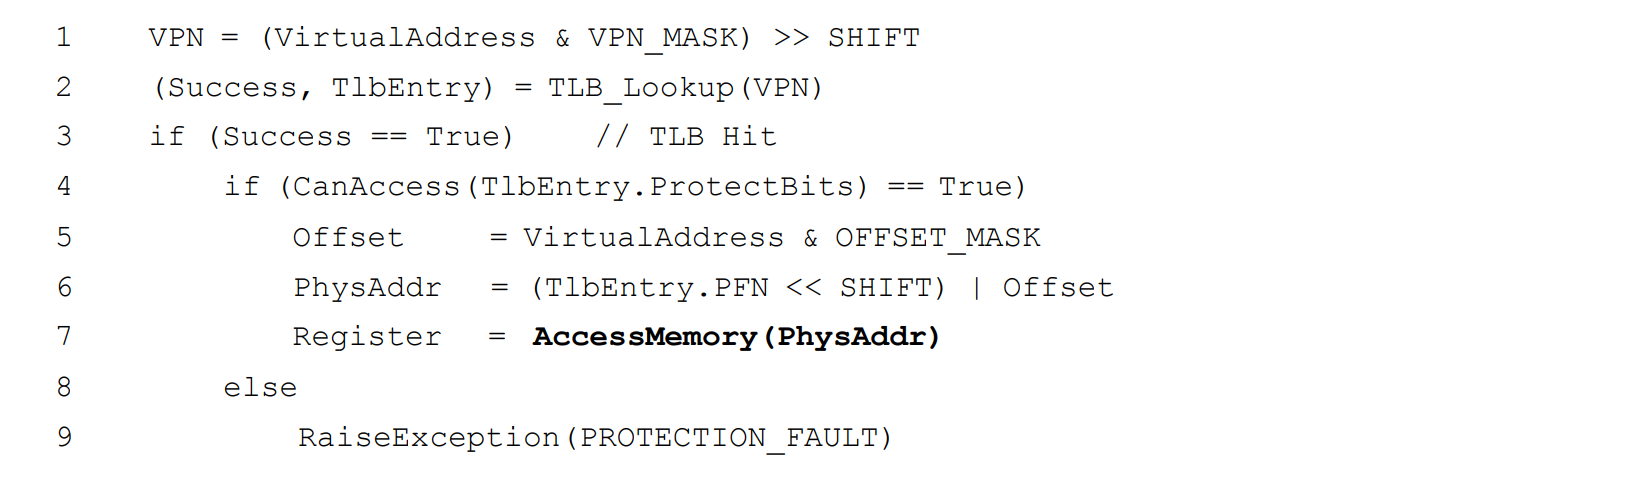 1 VPN = (VirtualAddress & VPN_MASK) >> SHIFT
2 (Success, TlbEntry) = TLB_Lookup(VPN)
3 if (Success == True) // TLB Hit
4 if (CanAccess(TlbEntry.ProtectBits) == True)
5 Offset = VirtualAddress & OFFSET_MASK
6 PhysAddr = (TlbEntry.PFN << SHIFT) | Offset
7 Register = AccessMemory(PhysAddr)
8 else
9 RaiseException(PROTECTION_FAULT)